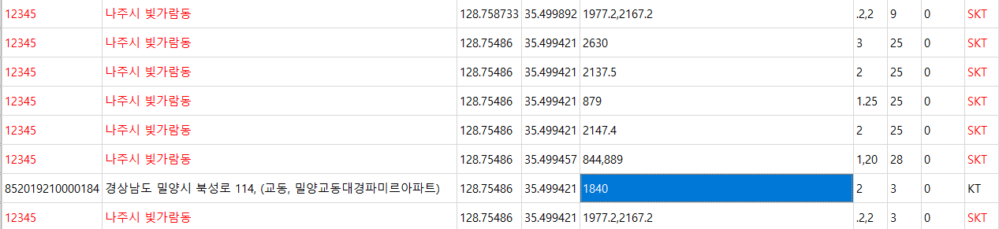 12345 나주시 빛가람동 128.758733 35.499892 1977.2,2167.2 .2,2 9 0 SKT
12345 나주시 빛가람동 128.75486 35.499421 2630 3 25 0 SKT
12345 나주시 빛가람동 128.75486 35.499421 2137.5 2 25 0 SKT
12345 나주시 빛가람동 128.75486 35.499421 879 1.25 25 0 SKT
12345 나주시 빛가람동 128.75486 35.499421 2147.4 2 25 0 SKT
12345 나주시 빛가람동 128.75486 35.499457 844,889 1,20 28 0 SKT
852019210000184 경상남도 밀양시 북성로 114, (교동, 밀양교동대경파미르아파트) 128.75486 35.499421 1840 2 3 0 KT
12345 나주시 빛가람동 128.75486 35.499421 1977.2,2167.2 .2,2 3 0 SKT